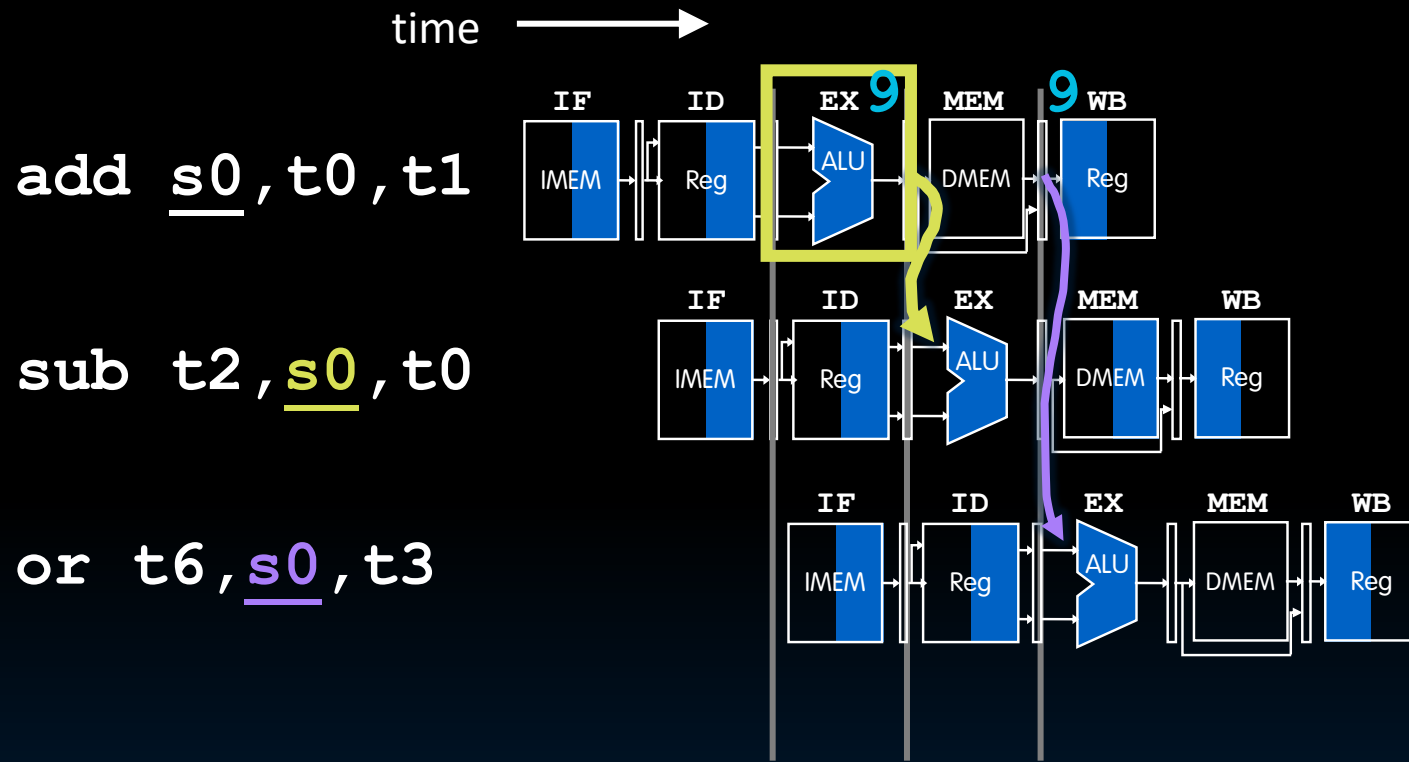 time
9 9
IF ID EX MEM WB
add s0,t0,t1
IMEM Reg ALU DMEM Reg
IF ID EX MEM WB
sub t2,s0,t0
IMEM Reg ALU DMEM Reg
IF ID EX MEM WB
or t6,s0,t3
IMEM Reg ALU DMEM Reg